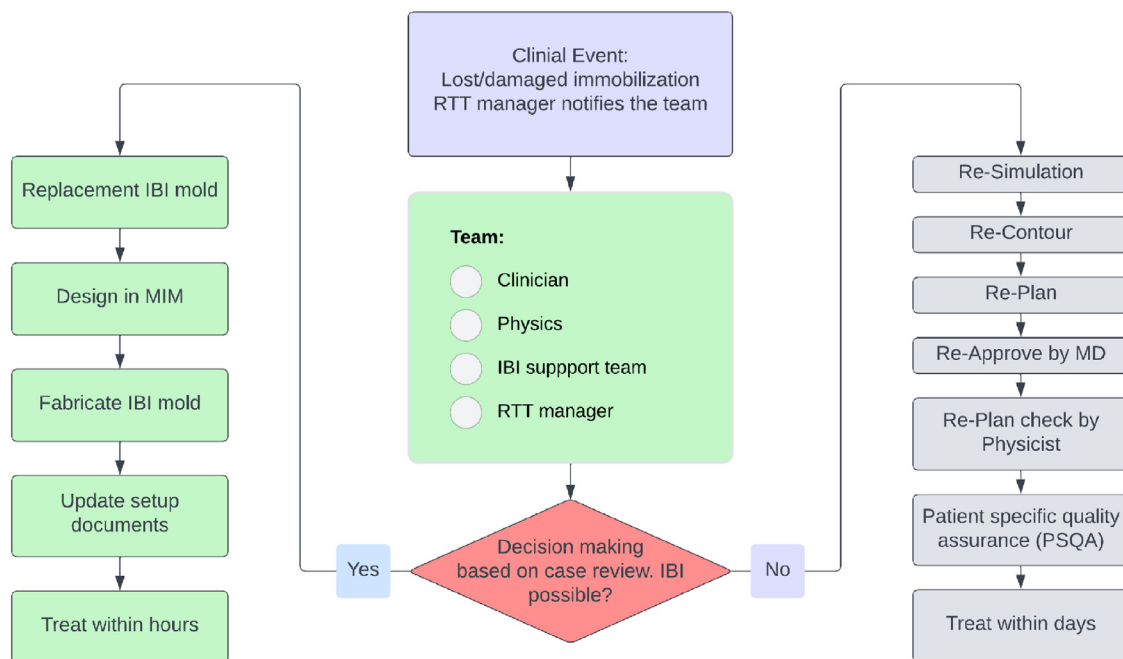 Clinial Event:
Lost/damaged immobilization
RTT manager notifies the team
Team:
Clinician
Physics
IBI suppport team
RTT manager
Decision making
based on case review. IBI
possible?
Yes
No
Replacement IBI mold
Design in MIM
Fabricate IBI mold
Update setup
documents
Treat within hours
Re-Simulation
Re-Contour
Re-Plan
Re-Approve by MD
Re-Plan check by
Physicist
Patient specific quality
assurance (PSQA)
Treat within days